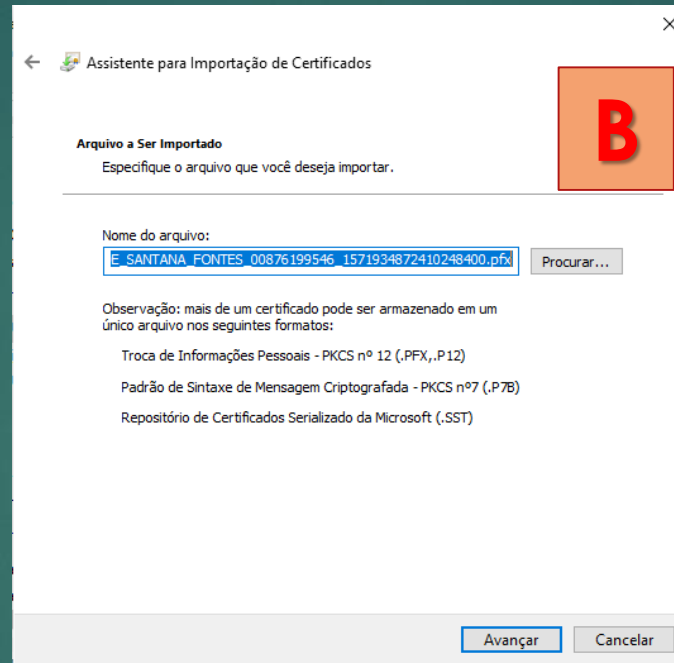 Assistente para Importação de Certificados
B
Arquivo a Ser Importado
Especifique o arquivo que você deseja importar.
Nome do arquivo:
E_SANTANA_FONTES_00876199546_1571934872410248400.pfx
Procurar...
Observação: mais de um certificado pode ser armazenado em um
único arquivo nos seguintes formatos:
Troca de Informações Pessoais - PKCS nº 12 (.PFX,.P12)
Padrão de Sintaxe de Mensagem Criptografada - PKCS nº7 (.P7B)
Repositório de Certificados Serializado da Microsoft (.SST)
Avançar
Cancelar